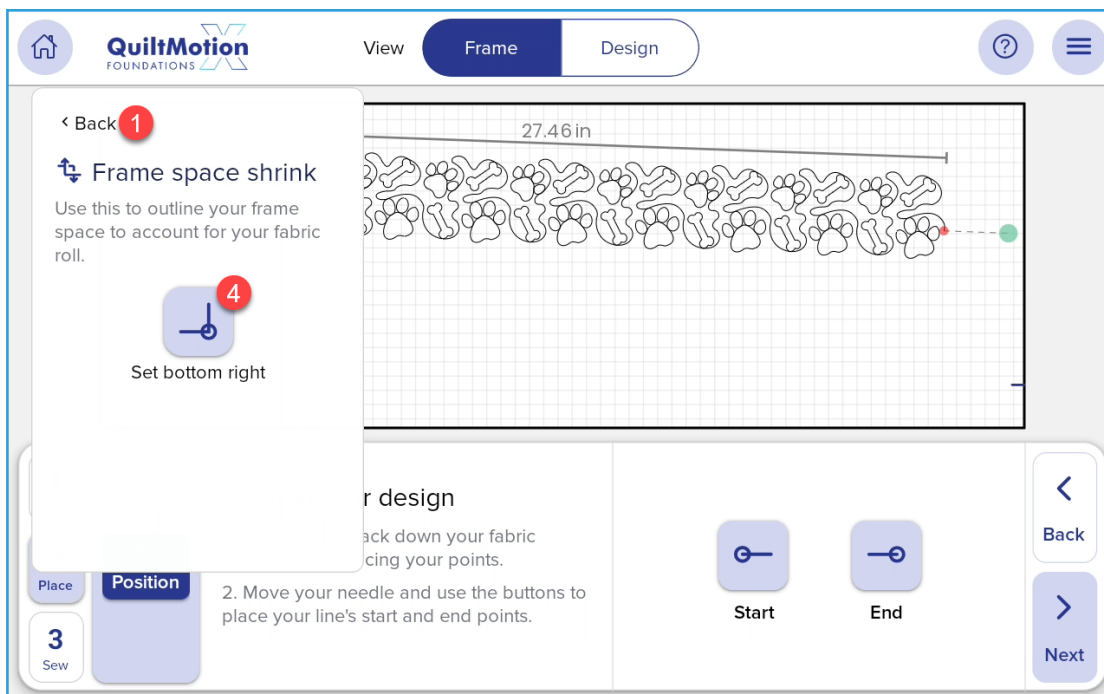 QuiltMotion
FOUNDATIONS
View
Frame
Design
?
< Back 1
Frame space shrink
Use this to outline your frame
space to account for your fabric
roll.
4
Set bottom right
27.46 in
r design
ack down your fabric
cing your points.
2. Move your needle and use the buttons to
place your line's start and end points.
Place
Position
3
Sew
Start
End
Back
Next